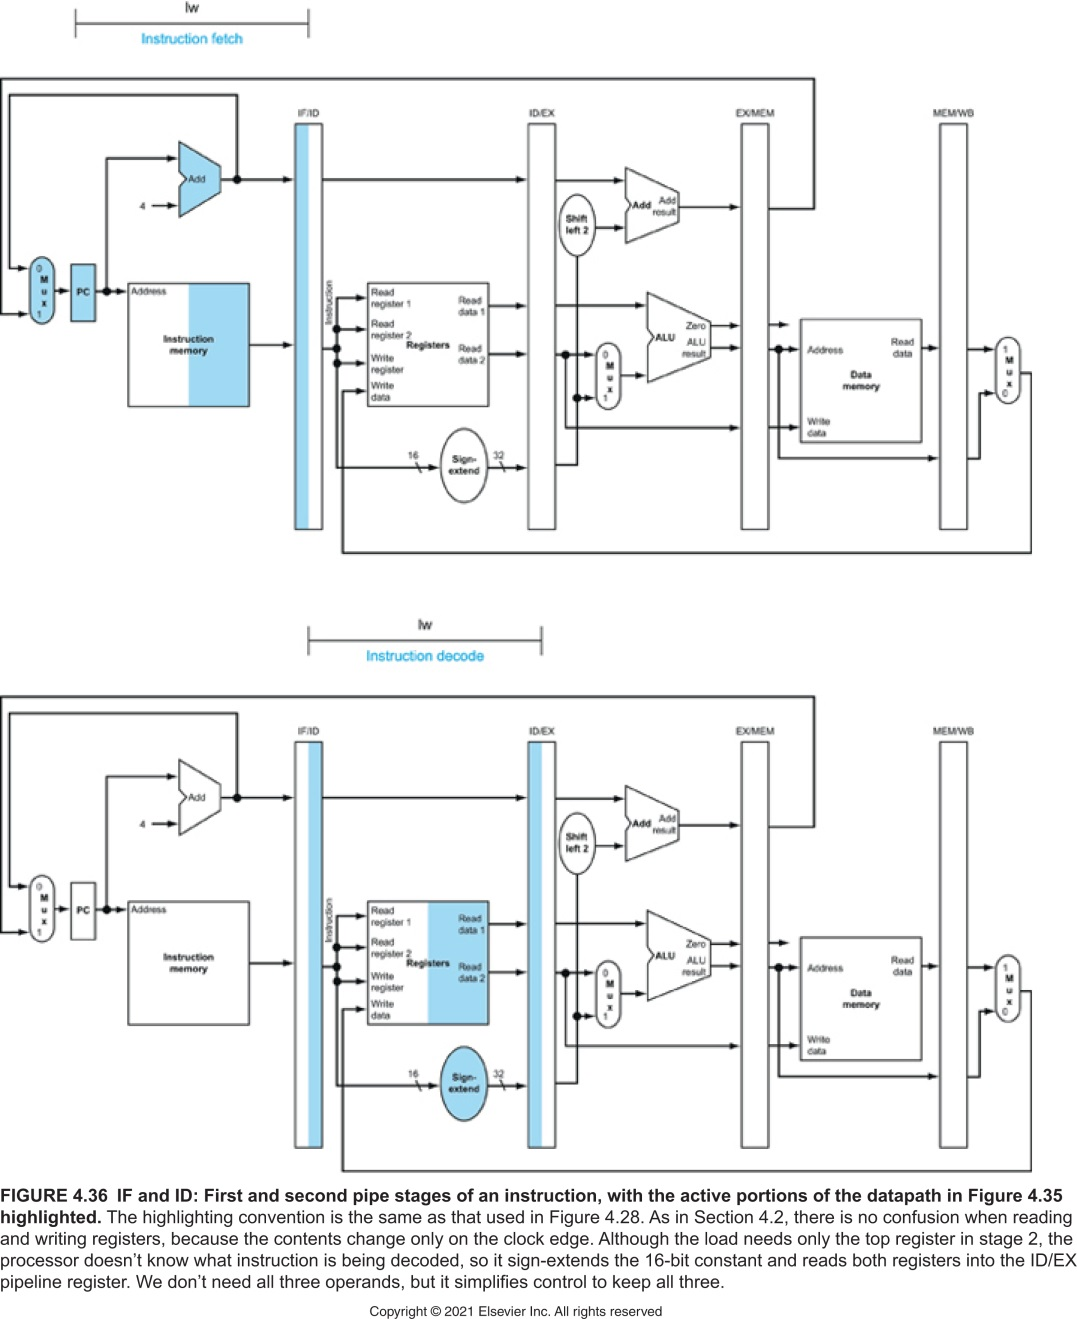 lw
Instruction fetch
IF/ID
ID/EX
EX/MEM
MEM/WB
Add
4
Shift
left 2
Add
Add
result
0
M
u
x
1
PC
Address
Instruction
memory
Instruction
Read
register 1
Read
register 2
Write
register
Write
data
Registers
Read
data 1
Read
data 2
16
Sign-
extend
32
0
M
u
x
1
ALU
Zero
ALU
result
Address
Read
data
Data
memory
Write
data
1
M
u
x
0
lw
Instruction decode
IF/ID
ID/EX
EX/MEM
MEM/WB
Add
4
Shift
left 2
Add
Add
result
0
M
u
x
1
PC
Address
Instruction
memory
Instruction
Read
register 1
Read
register 2
Write
register
Write
data
Registers
Read
data 1
Read
data 2
16
Sign-
extend
32
0
M
u
x
1
ALU
Zero
ALU
result
Address
Read
data
Data
memory
Write
data
1
M
u
x
0
FIGURE 4.36 IF and ID: First and second pipe stages of an instruction, with the active portions of the datapath in Figure 4.35
highlighted. The highlighting convention is the same as that used in Figure 4.28. As in Section 4.2, there is no confusion when reading
and writing registers, because the contents change only on the clock edge. Although the load needs only the top register in stage 2, the
processor doesn’t know what instruction is being decoded, so it sign-extends the 16-bit constant and reads both registers into the ID/EX
pipeline register. We don’t need all three operands, but it simplifies control to keep all three.
Copyright © 2021 Elsevier Inc. All rights reserved